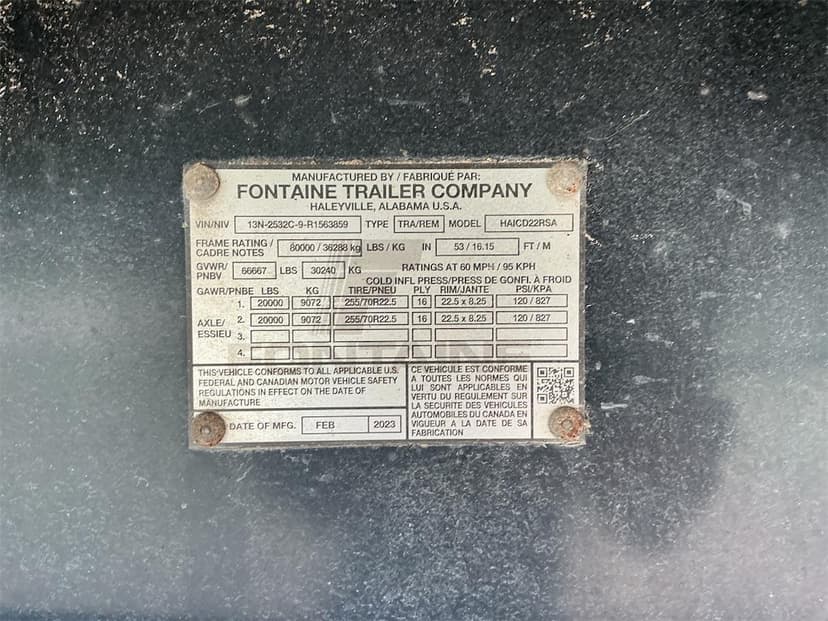 MANUFACTURED BY / FABRIQUÉ PAR:
FONTAINE TRAILER COMPANY
HALEYVILLE, ALABAMA U.S.A.
VIN/NIV 13N-2532C-9-R1563859 TYPE TRA/REM MODEL HAICD22RSA
FRAME RATING / CADRE NOTES 80000 / 36288 kg LBS / KG IN 53 / 16.15 FT / M
GVWR/ PNBV 66667 LBS 30240 KG RATINGS AT 60 MPH / 95 KPH
COLD INFL PRESS/PRESS DE GONFL À FROID
GAWR/PNBE LBS KG TIRE/PNEU PLY RIM/JANTE PSI/KPA
AXLE/ ESSIEU
1. 20000 9072 255/70R22.5 16 22.5 x 8.25 120 / 827
2. 20000 9072 255/70R22.5 16 22.5 x 8.25 120 / 827
3.
4.
FONTAINE
THIS VEHICLE CONFORMS TO ALL APPLICABLE U.S.
FEDERAL AND CANADIAN MOTOR VEHICLE SAFETY
REGULATIONS IN EFFECT ON THE DATE OF
MANUFACTURE
DATE OF MFG. FEB 2023
CE VEHICULE EST CONFORME
A TOUTES LES NORMES QUI
LUI SONT APPLICABLES EN
VERTU DU REGULEMENT SUR
LA SECURITE DES VEHICULES
AUTOMOBILES DU CANADA EN
VIGUEUR A LA DATE DE SA
FABRICATION